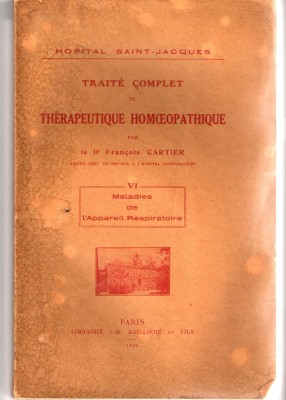 HOPITAL SAINT-JACQUES
TRAITÉ COMPLET
DE
THÉRAPEUTIQUE HOMŒOPATHIQUE
PAR
le Dr François CARTIER
VI
Maladies
de
l'Appareil Respiratoire
PARIS
LIBRAIRIE J.-B. BAILLIÈRE ET FILS